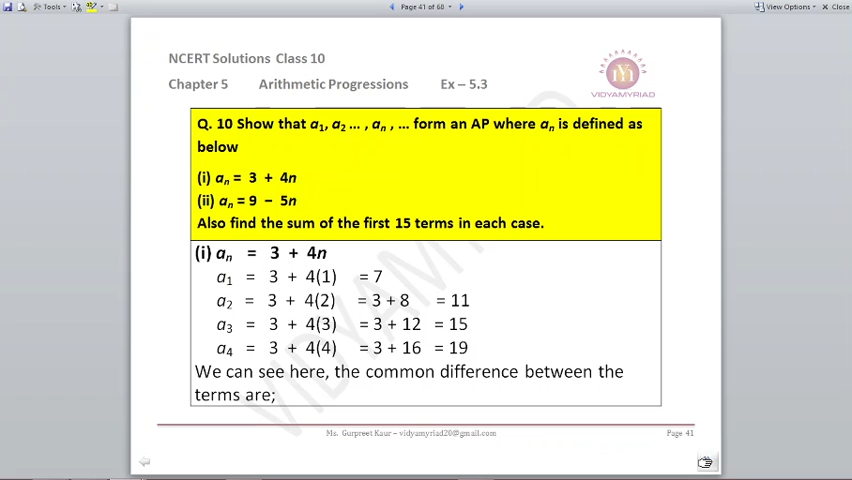 Tools Page 41 of 68 View Options Close
NCERT Solutions Class 10
Chapter 5 Arithmetic Progressions Ex – 5.3
VIDYAMYRIAD
Q. 10 Show that a₁, a₂ ... , aₙ , ... form an AP where aₙ is defined as
below
(i) aₙ = 3 + 4n
(ii) aₙ = 9 − 5n
Also find the sum of the first 15 terms in each case.
(i) aₙ = 3 + 4n
a₁ = 3 + 4(1) = 7
a₂ = 3 + 4(2) = 3 + 8 = 11
a₃ = 3 + 4(3) = 3 + 12 = 15
a₄ = 3 + 4(4) = 3 + 16 = 19
We can see here, the common difference between the
terms are;
VIDYAMYRIAD
Ms. Gurpreet Kaur – vidyamyriad20@gmail.com Page 41